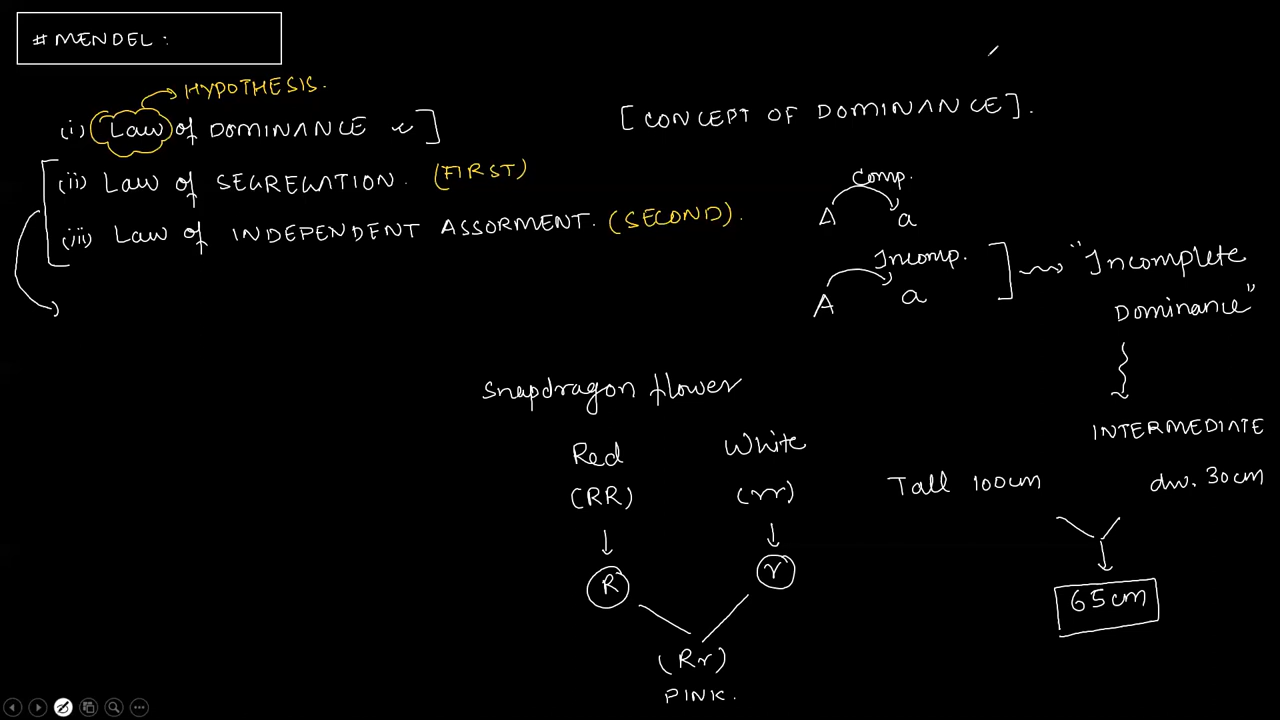 # MENDEL :
HYPOTHESIS.
(i) Law of DOMINANCE
[CONCEPT OF DOMINANCE].
(ii) Law of SEGREGATION. (FIRST)
(iii) Law of INDEPENDENT ASSORMENT. (SECOND).
Comp.
A a
Incomp.
A a
"Incomplete
Dominance"
INTERMEDIATE
Snapdragon flower
Red White
(RR) (rr)
R r
(Rr)
PINK.
Tall 100cm dw. 30cm
65cm